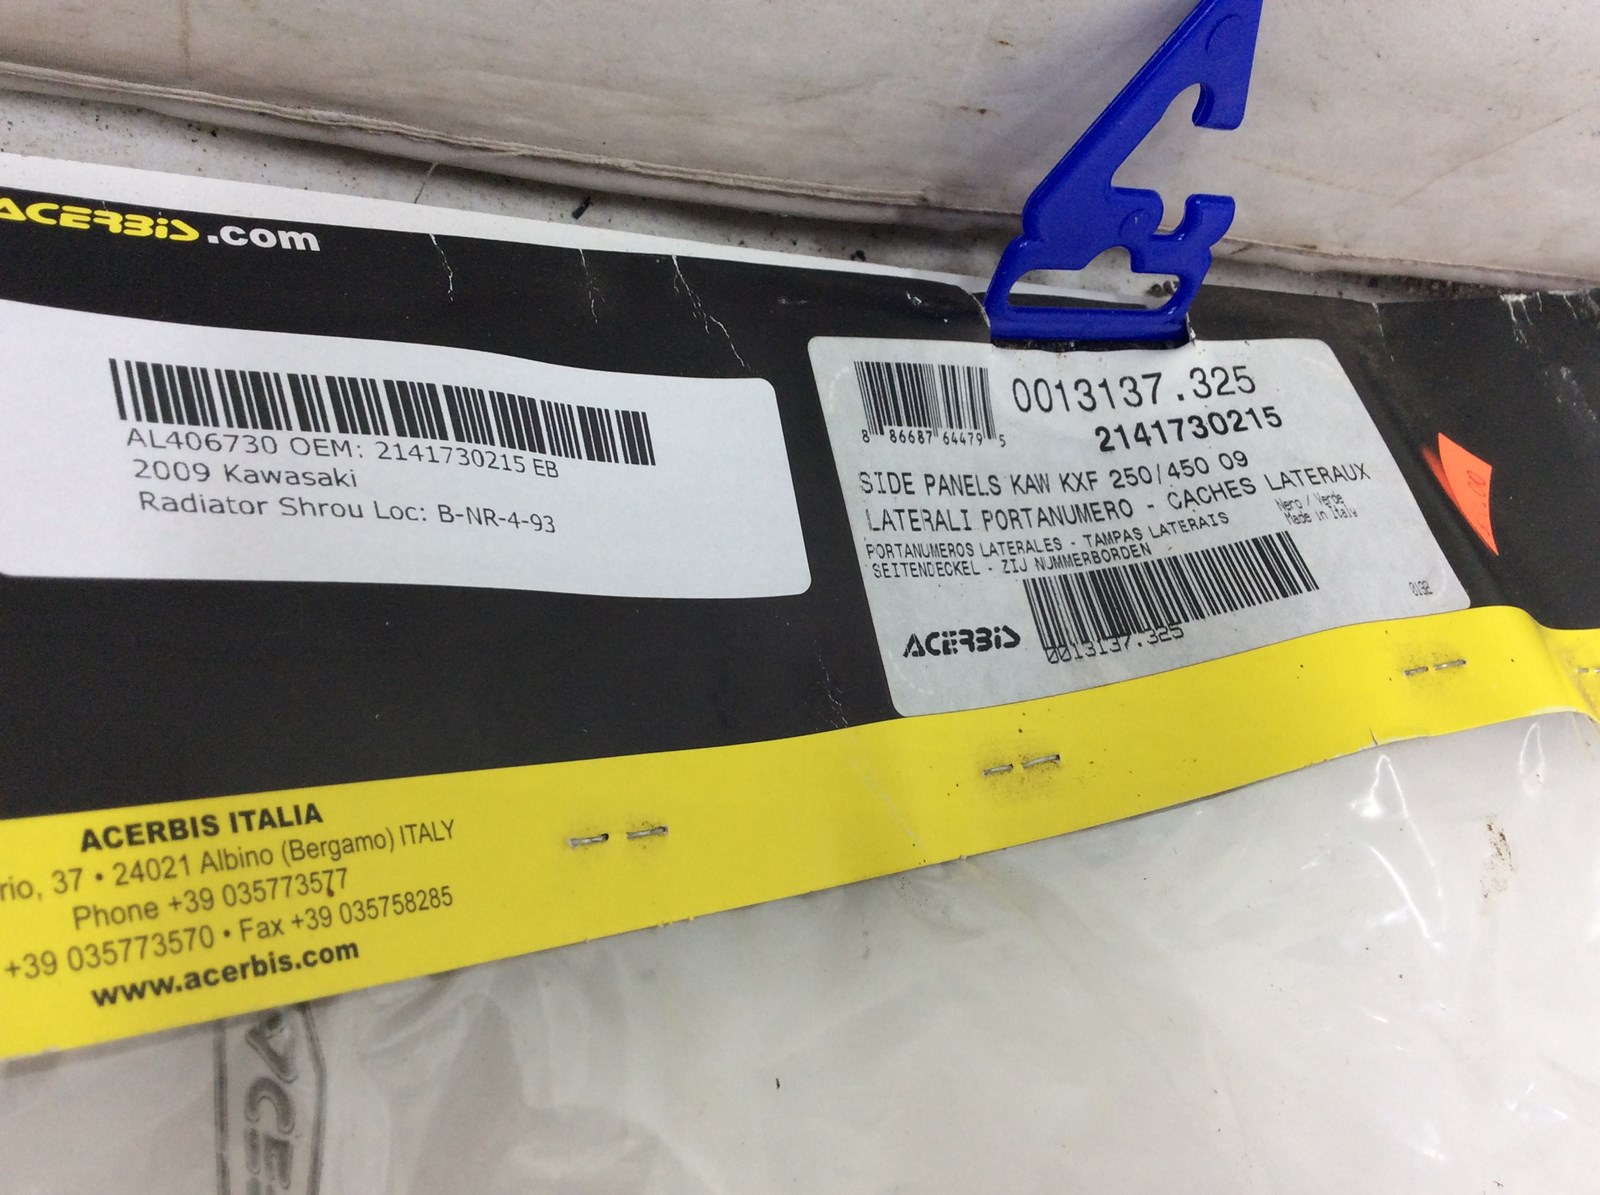 ACERBIS.com
AL406730 OEM: 2141730215 EB
2009 Kawasaki
Radiator Shrou Loc: B-NR-4-93
0013137.325
8 86687 64479 5
2141730215
SIDE PANELS KAW KXF 250/450 09
LATERALI PORTANUMERO - CACHES LATERAUX
PORTANUMEROS LATERALES - TAMPAS LATERAIS
SEITENDECKEL - ZIJ NUMMERBORDEN
Nero / Verde
Made in Italy
ACERBIS
0013137.325
ACERBIS ITALIA
37 • 24021 Albino (Bergamo) ITALY
Phone +39 035773577
+39 035773570 • Fax +39 035758285
www.acerbis.com